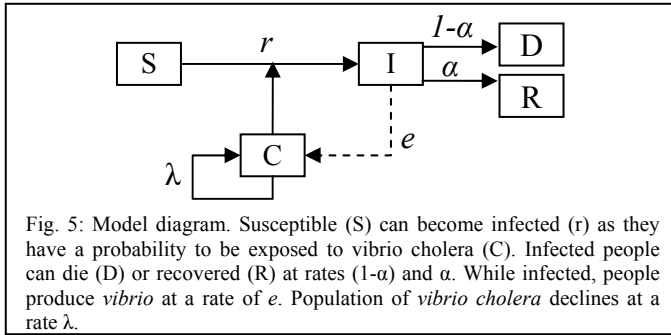 1-α
r
S
I
D
α
R
e
C
λ
Fig. 5: Model diagram. Susceptible (S) can become infected (r) as they
have a probability to be exposed to vibrio cholera (C). Infected people
can die (D) or recovered (R) at rates (1-α) and α. While infected, people
produce vibrio at a rate of e. Population of vibrio cholera declines at a
rate λ.